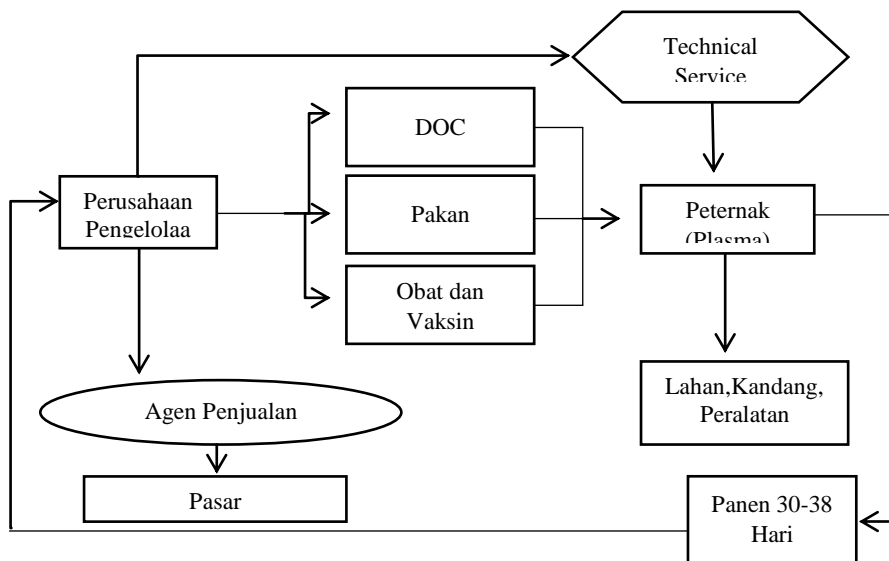 Technical
Service
DOC
Perusahaan
Pengelolaa
Pakan
Peternak
(Plasma)
Obat dan
Vaksin
Lahan,Kandang,
Peralatan
Agen Penjualan
Pasar
Panen 30-38
Hari